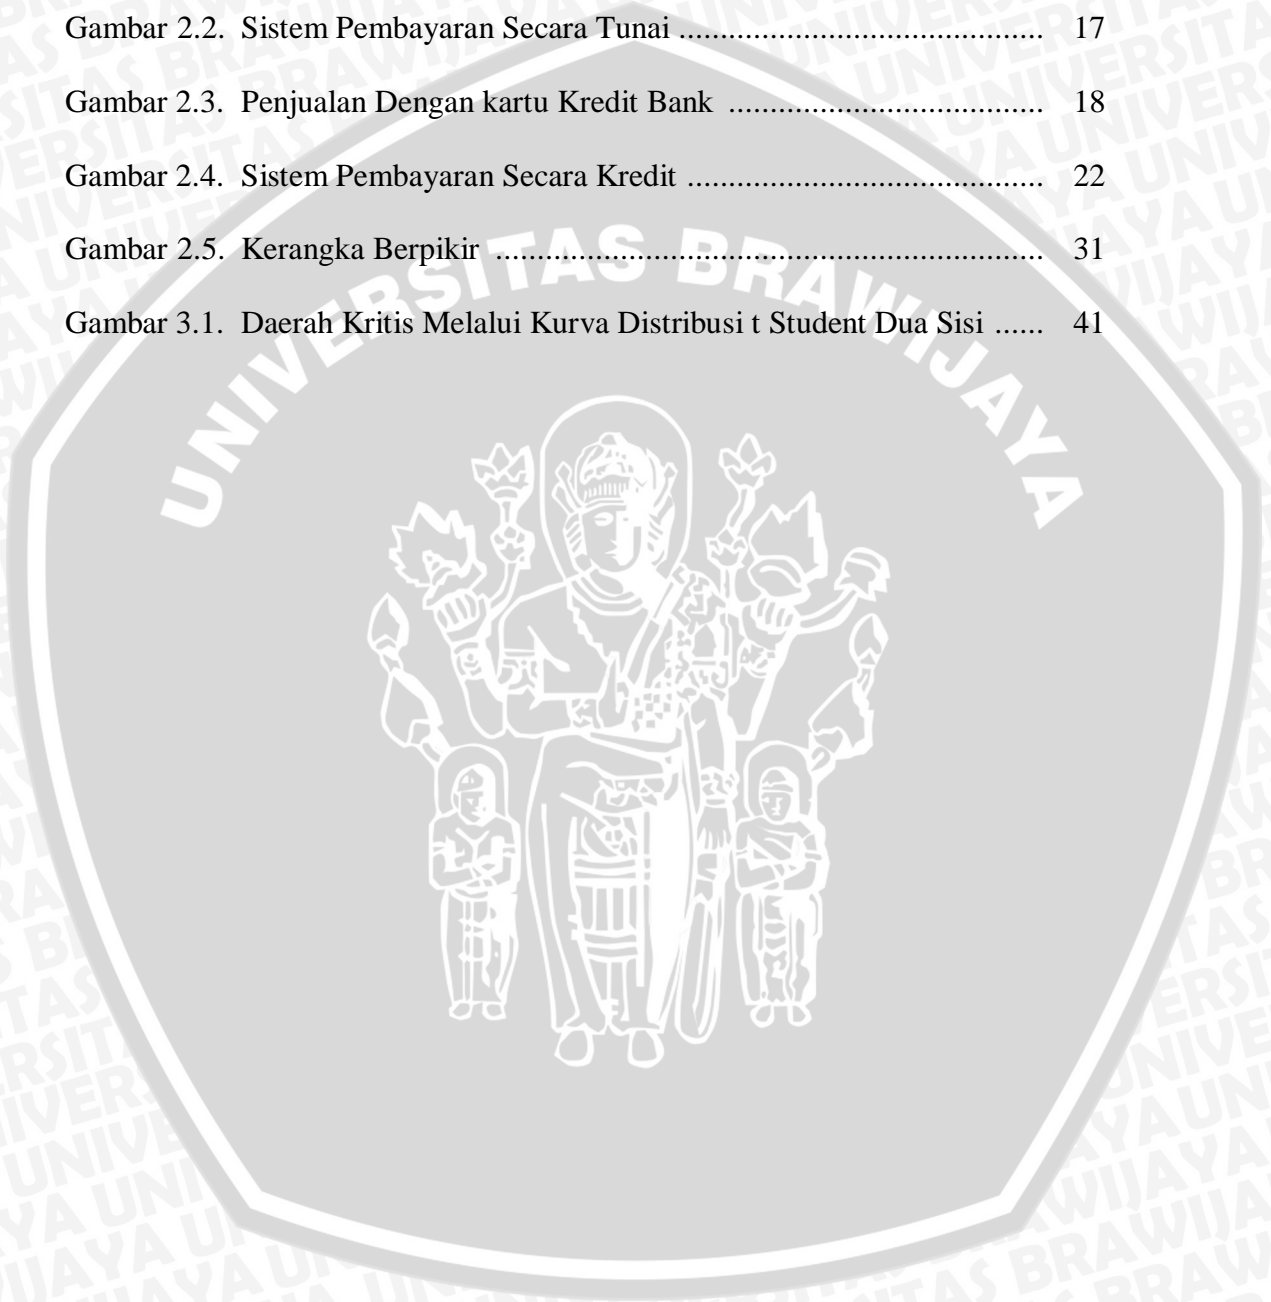 Gambar 2.2. Sistem Pembayaran Secara Tunai ..................................... 17
Gambar 2.3. Penjualan Dengan kartu Kredit Bank ................................ 18
Gambar 2.4. Sistem Pembayaran Secara Kredit .................................... 22
Gambar 2.5. Kerangka Berpikir ........................................................ 31
Gambar 3.1. Daerah Kritis Melalui Kurva Distribusi t Student Dua Sisi ...... 41
UNIVERSITAS BRAWIJAYA